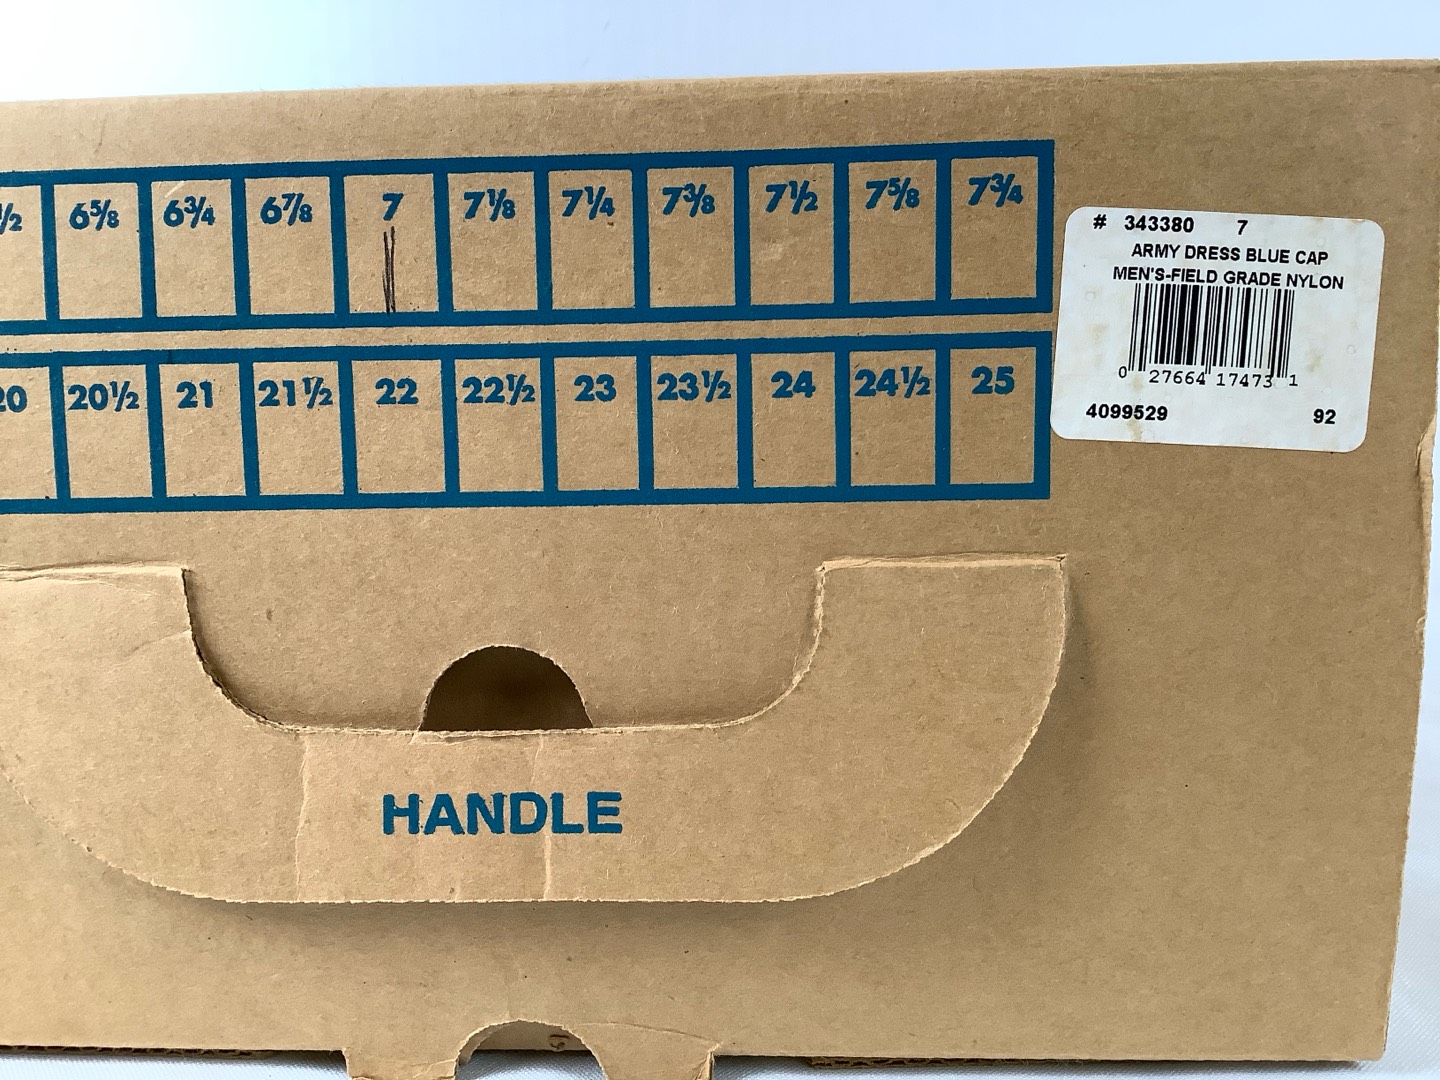 ½ 6⅝ 6¾ 6⅞ 7 7⅛ 7¼ 7⅜ 7½ 7⅝ 7¾
20 20½ 21 21½ 22 22½ 23 23½ 24 24½ 25
# 343380 7
ARMY DRESS BLUE CAP
MEN'S-FIELD GRADE NYLON
0 27664 17473 1
4099529 92
HANDLE